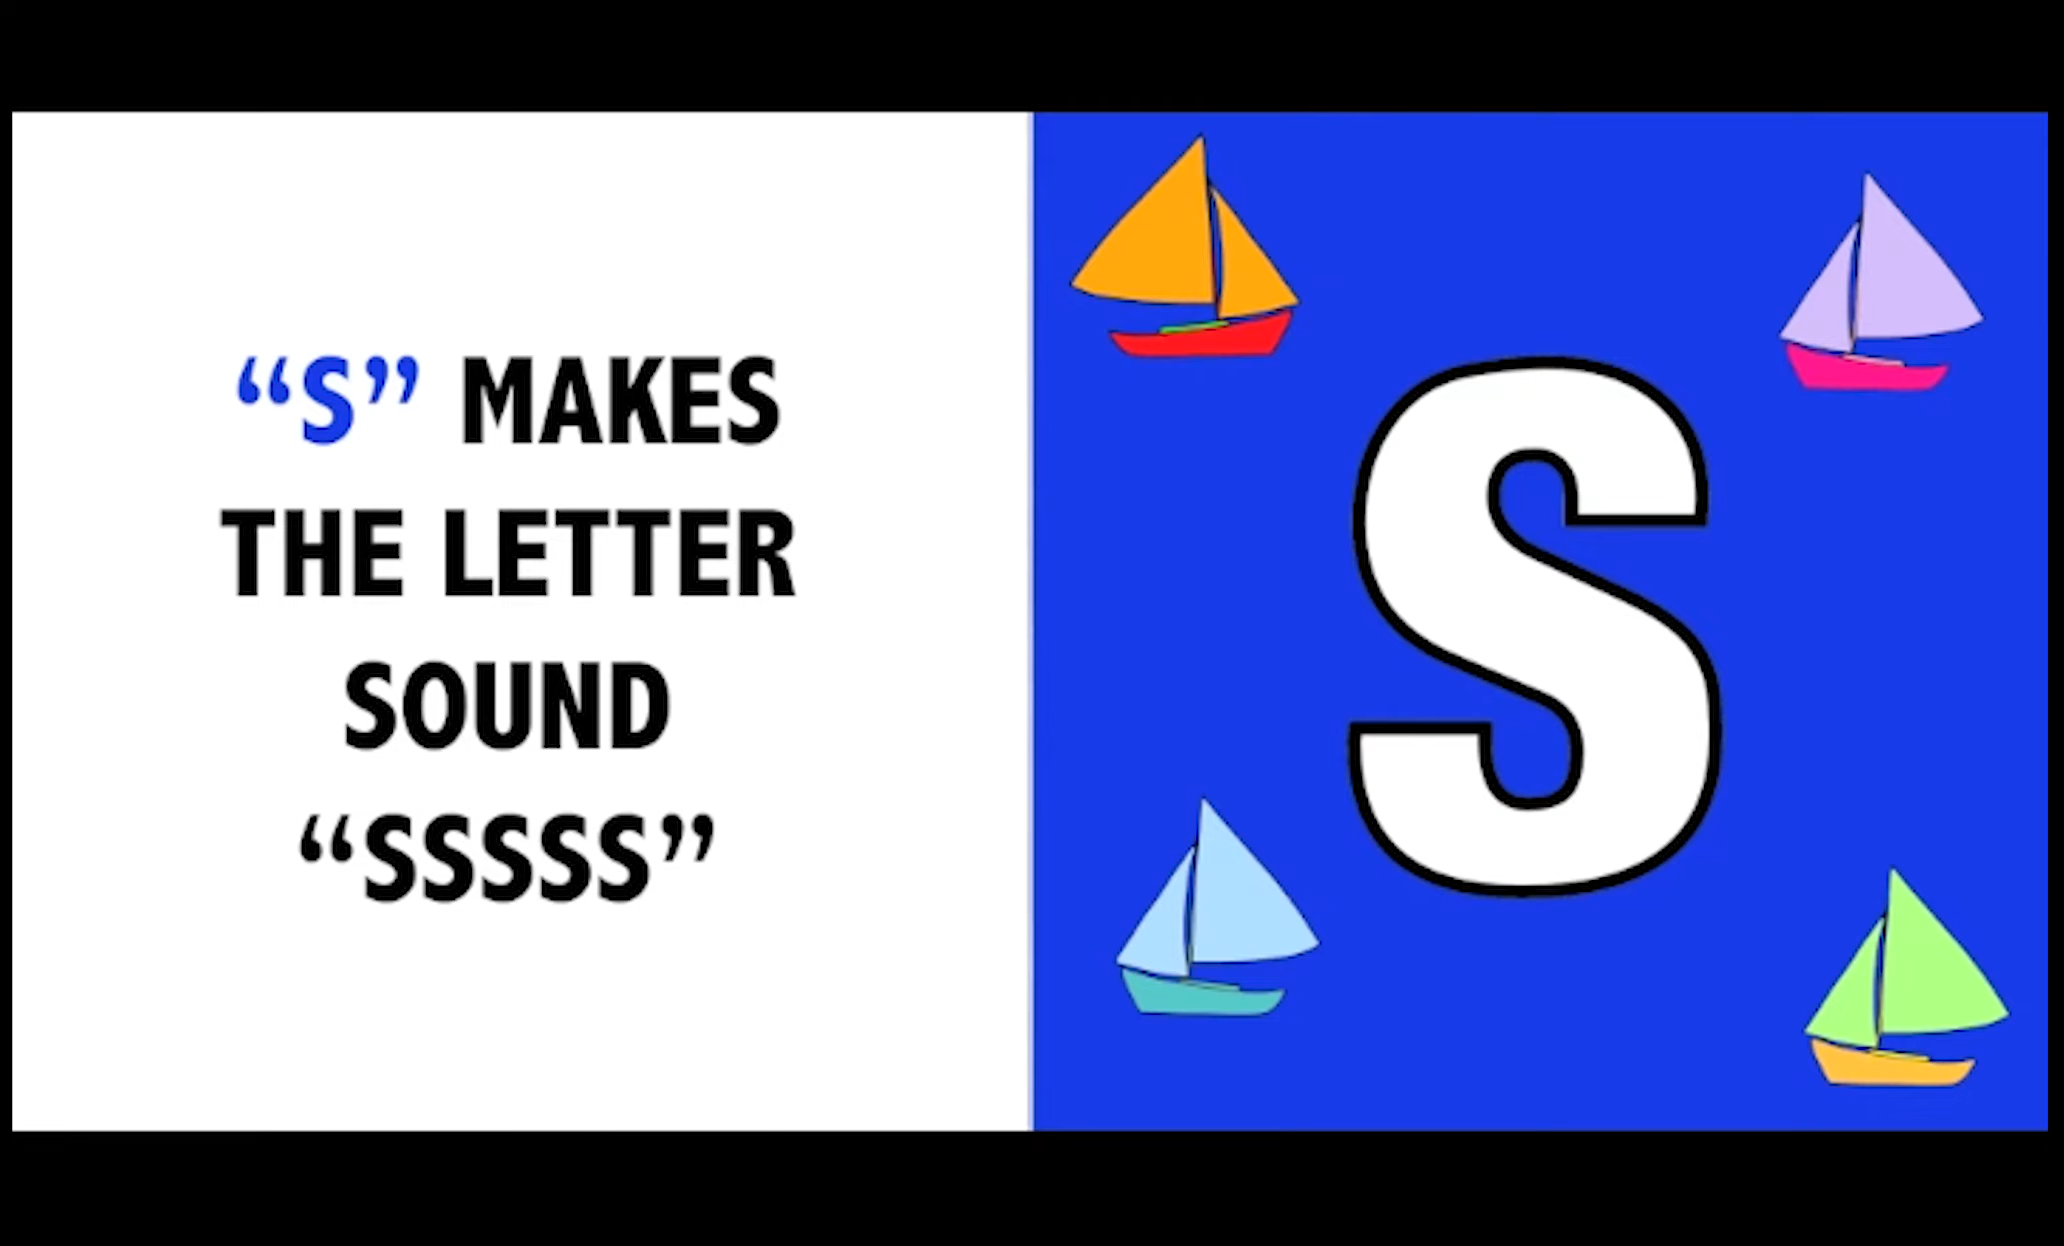 “S” MAKES
THE LETTER
SOUND
“SSSSS”
S